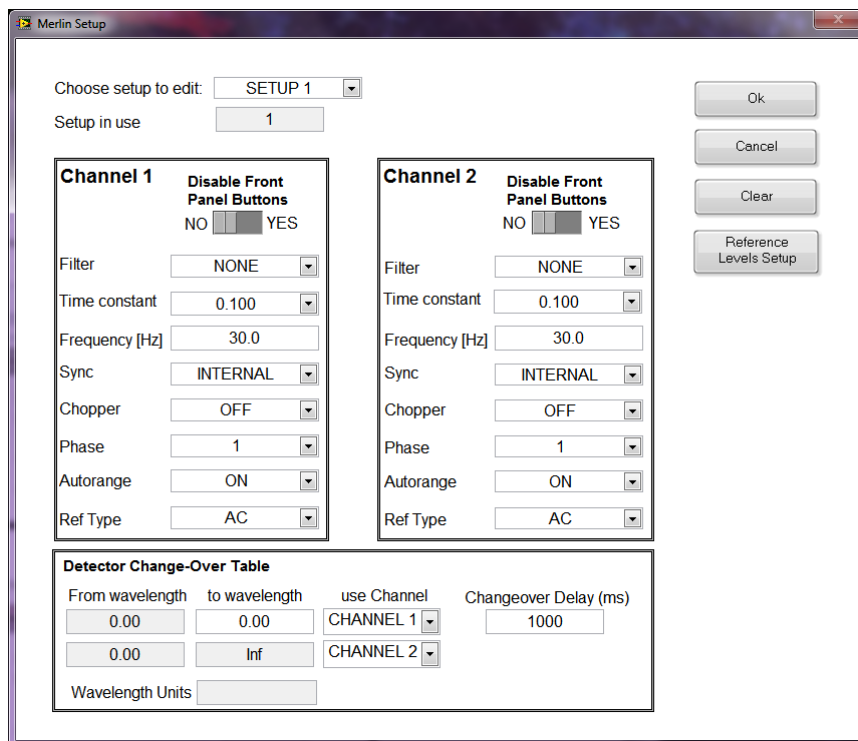 Merlin Setup
Choose setup to edit: SETUP 1
Setup in use 1
Ok
Cancel
Clear
Reference
Levels Setup
Channel 1
Disable Front
Panel Buttons
NO YES
Filter NONE
Time constant 0.100
Frequency [Hz] 30.0
Sync INTERNAL
Chopper OFF
Phase 1
Autorange ON
Ref Type AC
Channel 2
Disable Front
Panel Buttons
NO YES
Filter NONE
Time constant 0.100
Frequency [Hz] 30.0
Sync INTERNAL
Chopper OFF
Phase 1
Autorange ON
Ref Type AC
Detector Change-Over Table
From wavelength to wavelength use Channel Changeover Delay (ms)
0.00 0.00 CHANNEL 1 1000
0.00 Inf CHANNEL 2
Wavelength Units